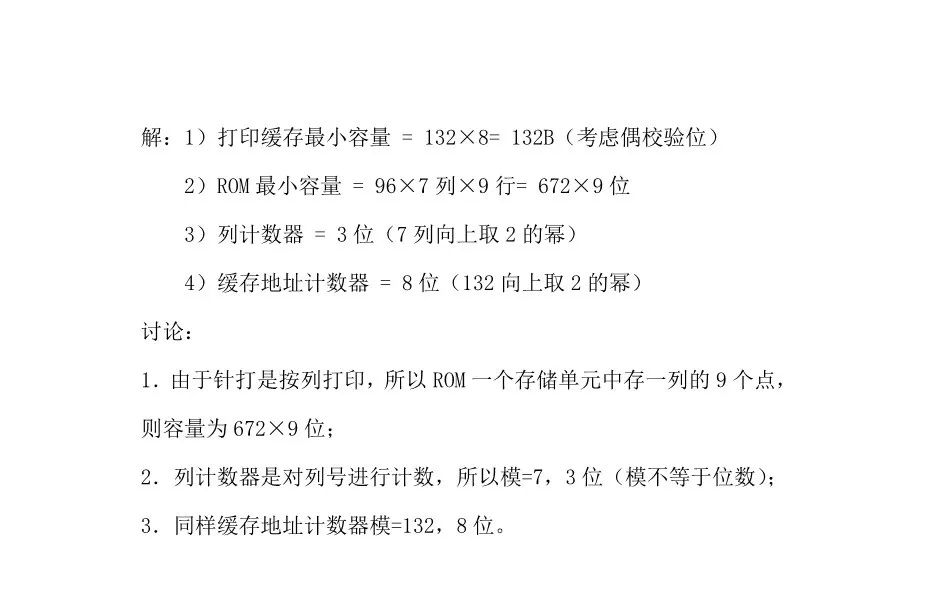 解：1）打印缓存最小容量 = 132×8= 132B（考虑偶校验位）
2）ROM 最小容量 = 96×7 列×9 行= 672×9 位
3）列计数器 = 3 位（7 列向上取 2 的幂）
4）缓存地址计数器 = 8 位（132 向上取 2 的幂）
讨论：
1．由于针打是按列打印，所以 ROM 一个存储单元中存一列的 9 个点，
则容量为 672×9 位；
2．列计数器是对列号进行计数，所以模=7，3 位（模不等于位数）；
3．同样缓存地址计数器模=132，8 位。